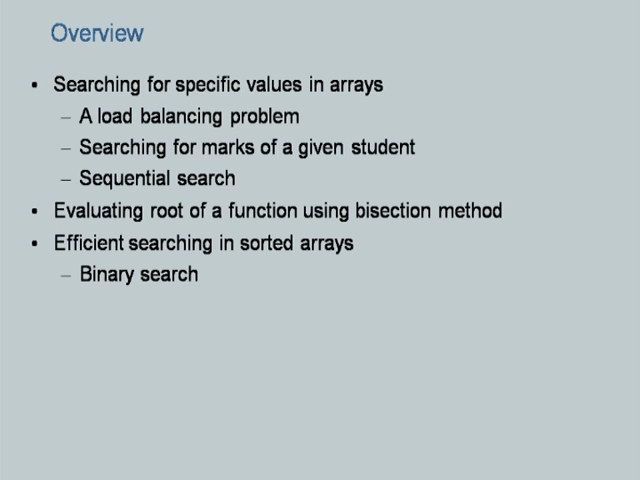 Overview
• Searching for specific values in arrays
– A load balancing problem
– Searching for marks of a given student
– Sequential search
• Evaluating root of a function using bisection method
• Efficient searching in sorted arrays
– Binary search